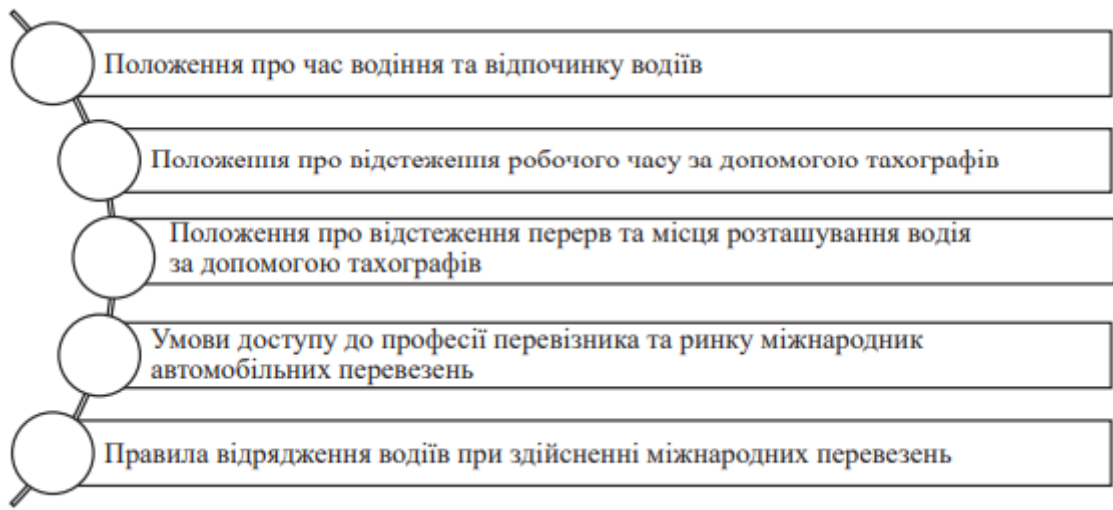 Положення про час водіння та відпочинку водіїв
Положення про відстеження робочого часу за допомогою тахографів
Положення про відстеження перерв та місця розташування водія
за допомогою тахографів
Умови доступу до професії перевізника та ринку міжнародник
автомобільних перевезень
Правила відрядження водіїв при здійсненні міжнародних перевезень